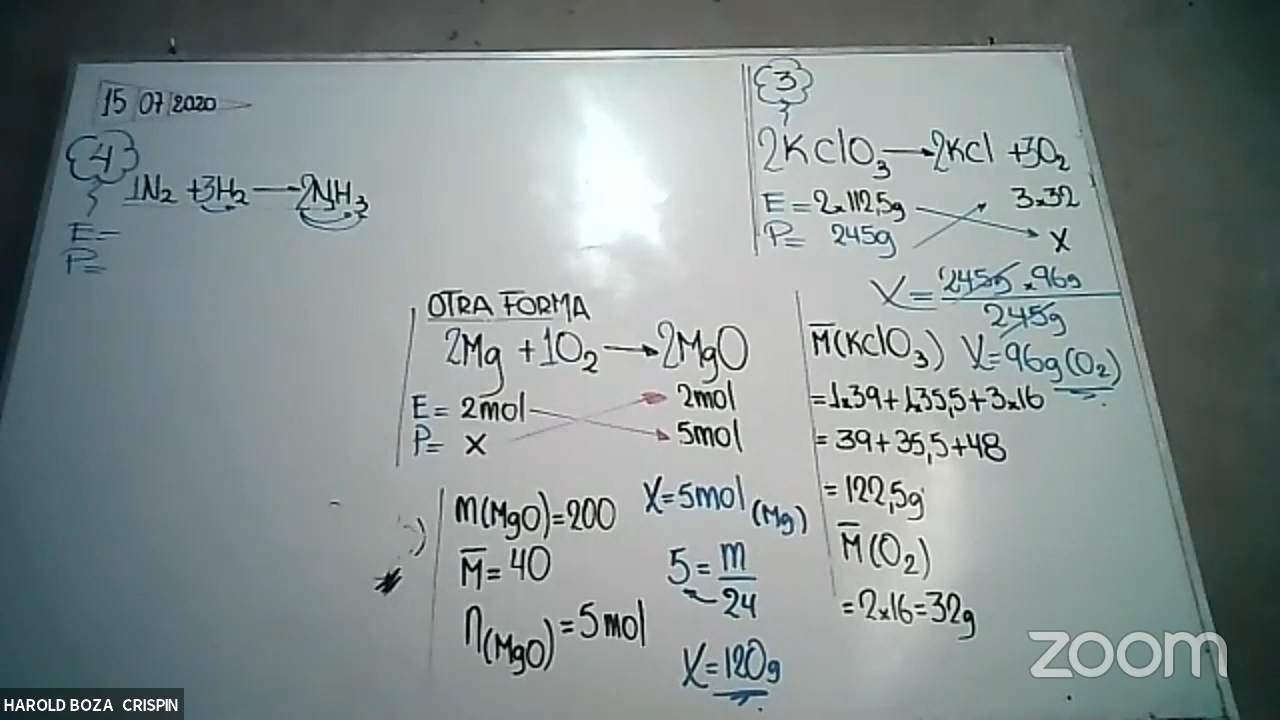 15 07 2020
4
1N₂ + 3H₂ → 2NH₃
E=
P=
3
2KClO₃ → 2KCl + 3O₂
E = 2x112,5g 3x32
P= 245g X
X = 245g x 96g / 245g
X = 96g (O₂)
M̅(KClO₃)
= 1x39 + 1x35,5 + 3x16
= 39 + 35,5 + 48
= 122,5g
M̅(O₂)
= 2x16 = 32g
OTRA FORMA
2Mg + 1O₂ → 2MgO
E = 2mol 2mol
P= X 5mol
m(MgO) = 200
M̅ = 40
n(MgO) = 5mol
X = 5mol (Mg)
5 = m / 24
X = 120g
zoom
HAROLD BOZA CRISPIN